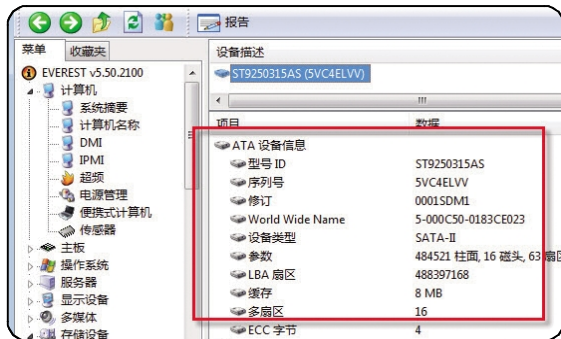 报告
菜单 收藏夹
EVEREST v5.50.2100
计算机
系统摘要
计算机名称
DMI
IPMI
超频
电源管理
便携式计算机
传感器
主板
操作系统
服务器
显示设备
多媒体
存储设备
设备描述
ST9250315AS (5VC4ELVV)
项目 数据
ATA 设备信息
型号 ID ST9250315AS
序列号 5VC4ELVV
修订 0001SDM1
World Wide Name 5-000C50-0183CE023
设备类型 SATA-II
参数 484521 柱面, 16 磁头, 63 扇区
LBA 扇区 488397168
缓存 8 MB
多扇区 16
ECC 字节 4